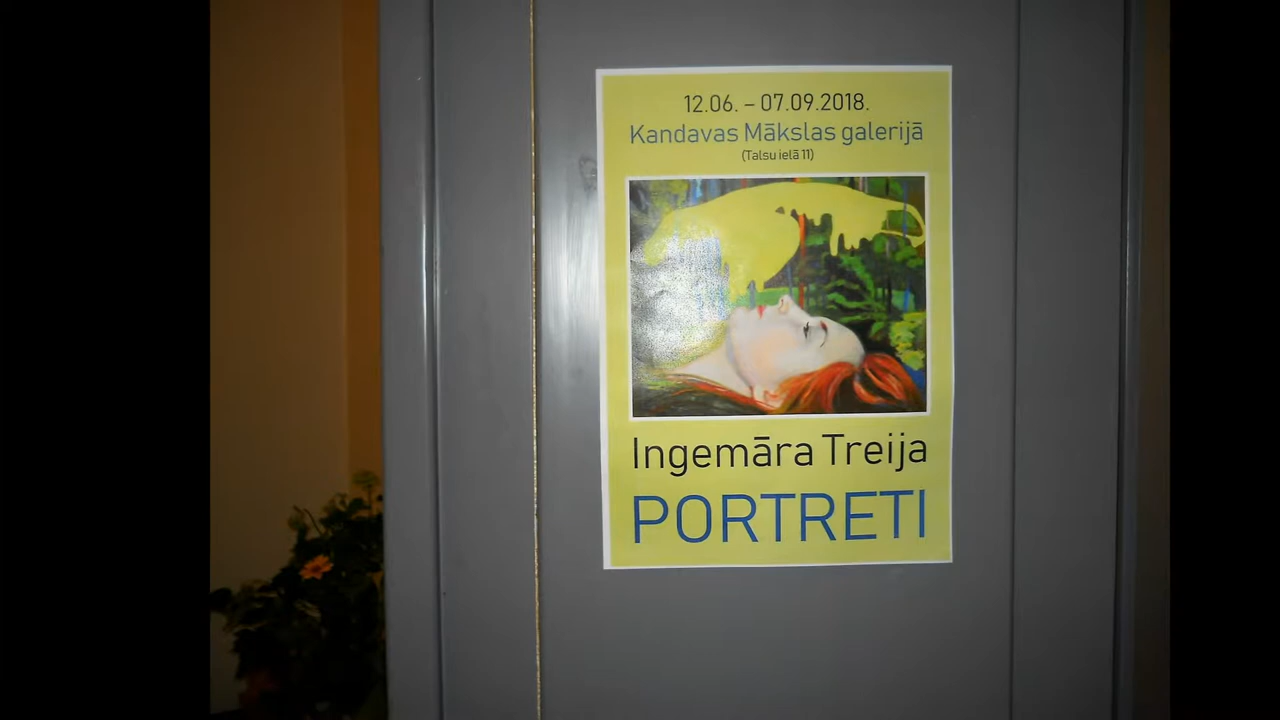 12.06. – 07.09.2018.
Kandavas Mākslas galerijā
(Talsu ielā 11)
Ingemāra Treija
PORTRETI